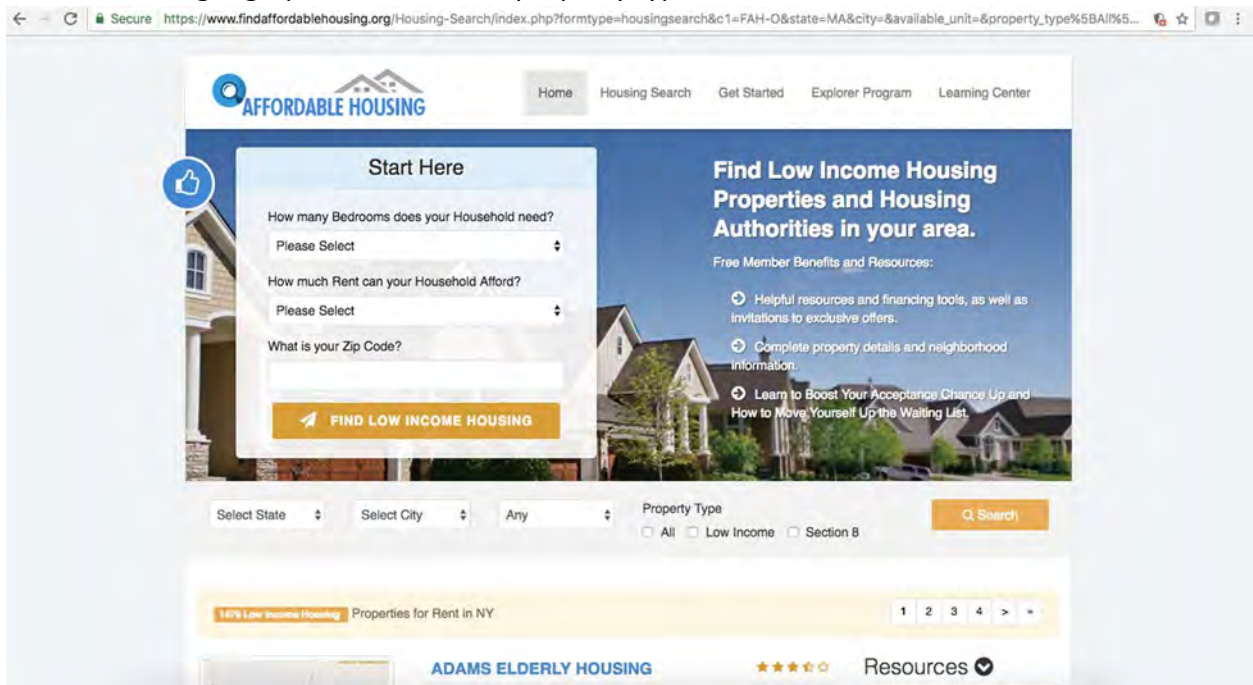 Secure https://www.findaffordablehousing.org/Housing-Search/index.php?formtype=housingsearch&c1=FAH-O&state=MA&city=&available_unit=&property_type%5BAll%5...
AFFORDABLE HOUSING
Home Housing Search Get Started Explorer Program Learning Center
Start Here
How many Bedrooms does your Household need?
Please Select
How much Rent can your Household Afford?
Please Select
What is your Zip Code?
FIND LOW INCOME HOUSING
Find Low Income Housing
Properties and Housing
Authorities in your area.
Free Member Benefits and Resources:
Helpful resources and financing tools, as well as
invitations to exclusive offers.
Complete property details and neighborhood
information.
Learn to Boost Your Acceptance Chance Up and
How to Move Yourself Up the Waiting List.
Select State Select City Any
Property Type
All Low Income Section 8
Search
Low Income Housing Properties for Rent in NY
1 2 3 4 > »
ADAMS ELDERLY HOUSING
Resources